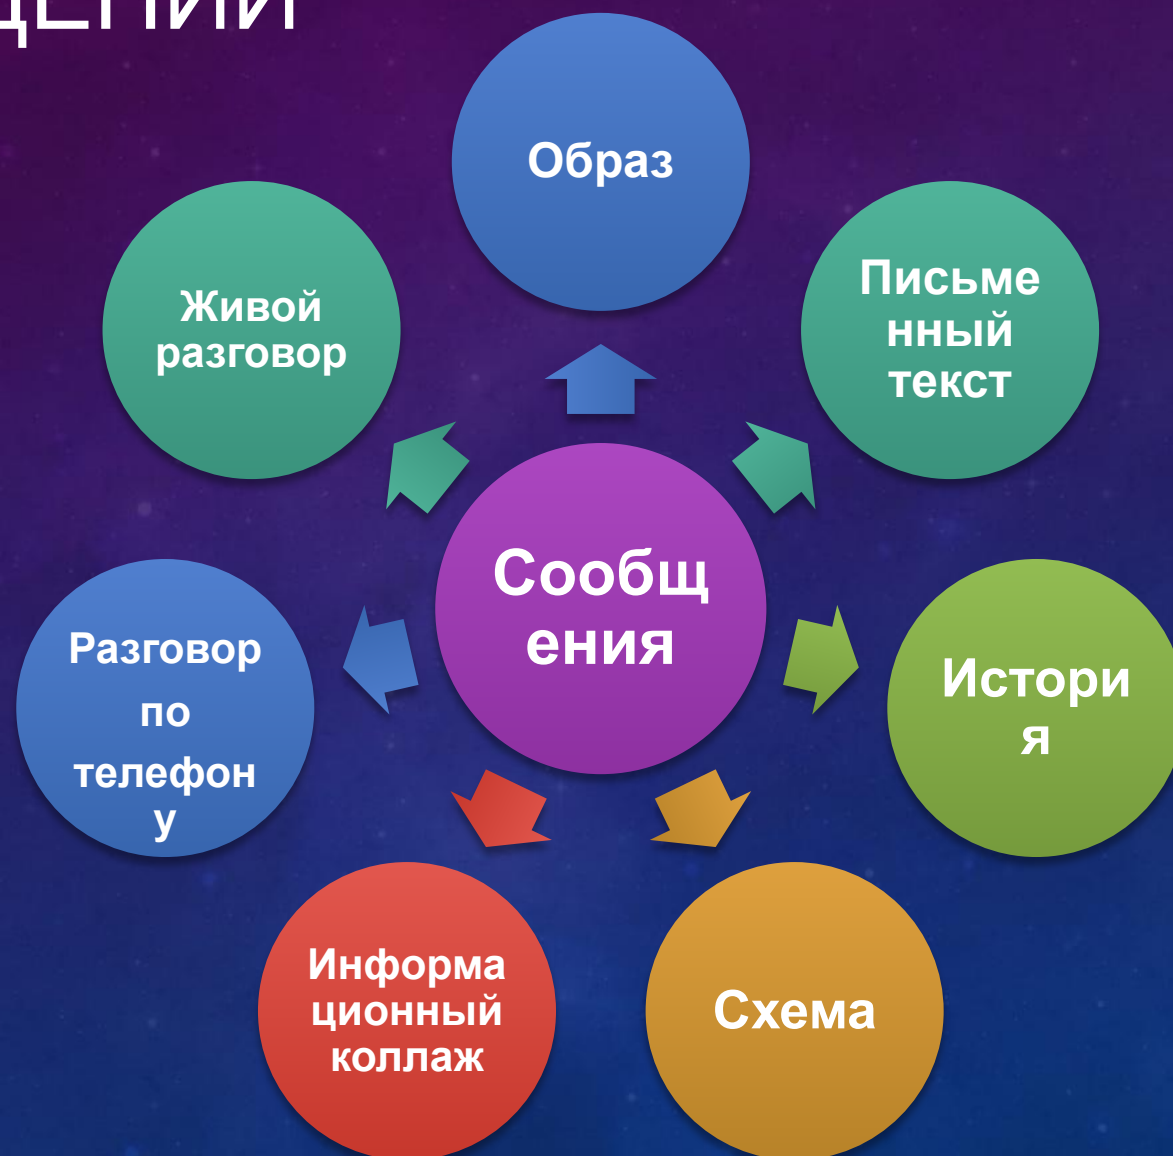 Образ
Письме
нный
текст
Истори
я
Схема
Информа
ционный
коллаж
Разговор
по
телефон
у
Живой
разговор
Сообщ
ения